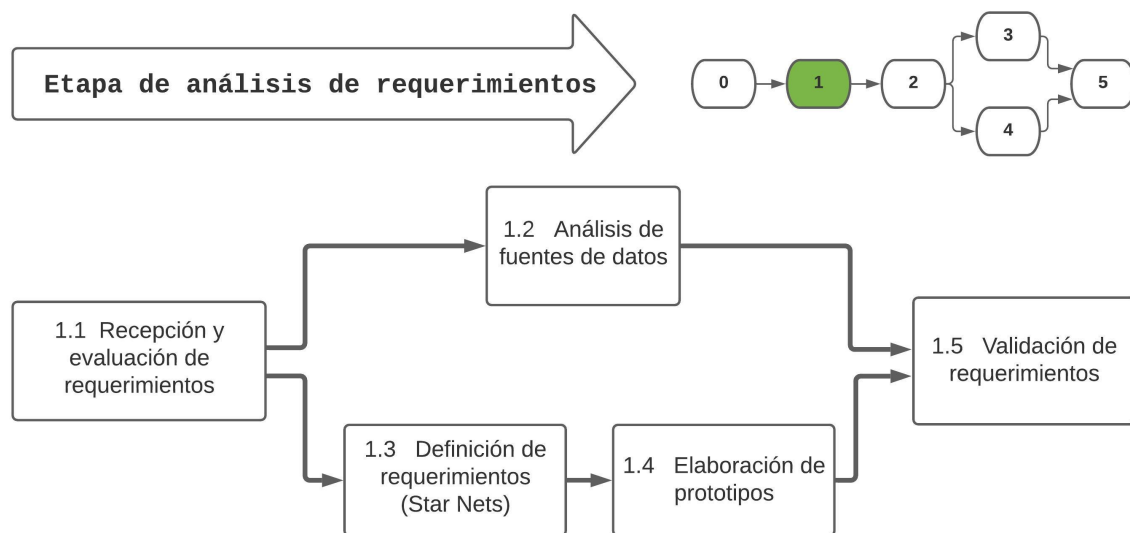 Etapa de análisis de requerimientos
0
1
2
3
4
5
1.1 Recepción y
evaluación de
requerimientos
1.2 Análisis de
fuentes de datos
1.3 Definición de
requerimientos
(Star Nets)
1.4 Elaboración de
prototipos
1.5 Validación de
requerimientos